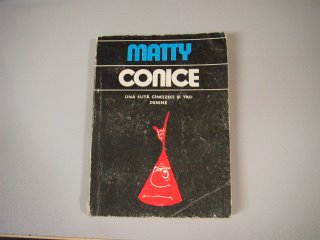 MATTY
CONICE
UNA SUTĂ CINCIZECI ȘI TREI
DESENE